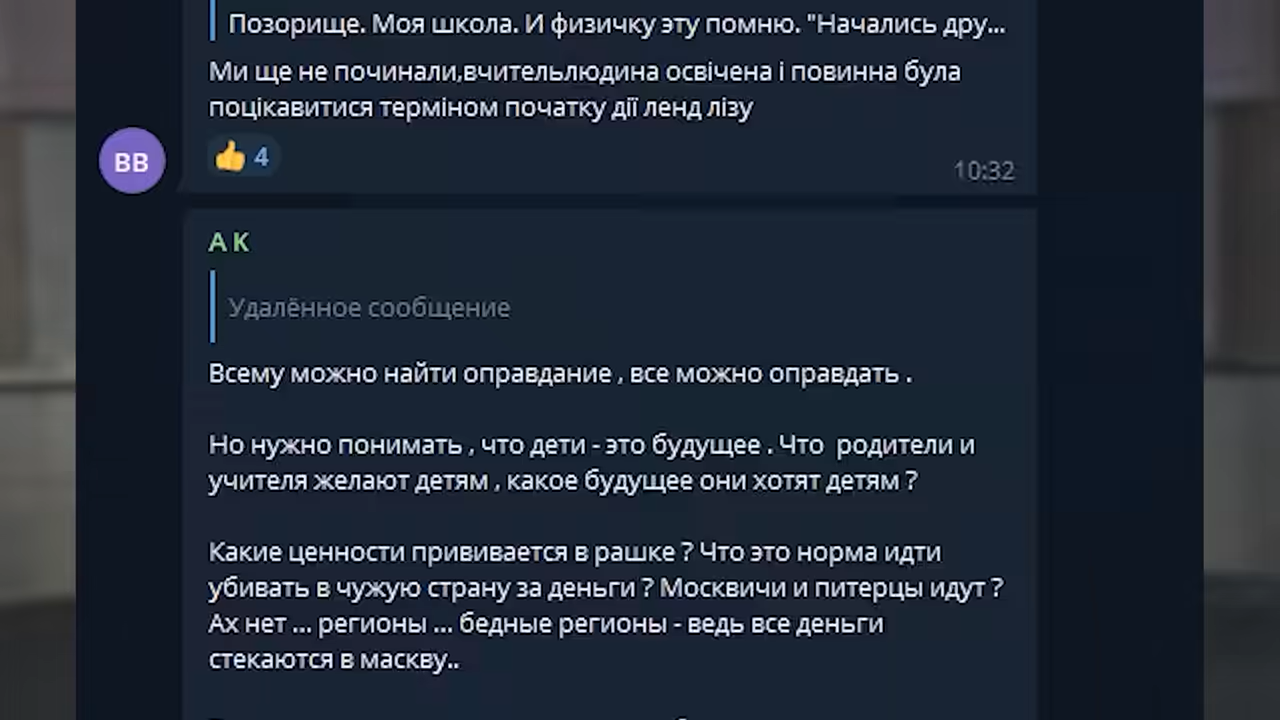 Позорище. Моя школа. И физичку эту помню. "Начались дру...
Ми ще не починали,вчительлюдина освічена і повинна була
поцікавитися терміном початку дії ленд лізу
👍 4
BB
10:32
A K
Удалённое сообщение
Всему можно найти оправдание , все можно оправдать .
Но нужно понимать , что дети - это будущее . Что  родители и
учителя желают детям , какое будущее они хотят детям ?
Какие ценности прививается в рашке ? Что это норма идти
убивать в чужую страну за деньги ? Москвичи и питерцы идут ?
Ах нет ... регионы ... бедные регионы - ведь все деньги
стекаются в маскву..